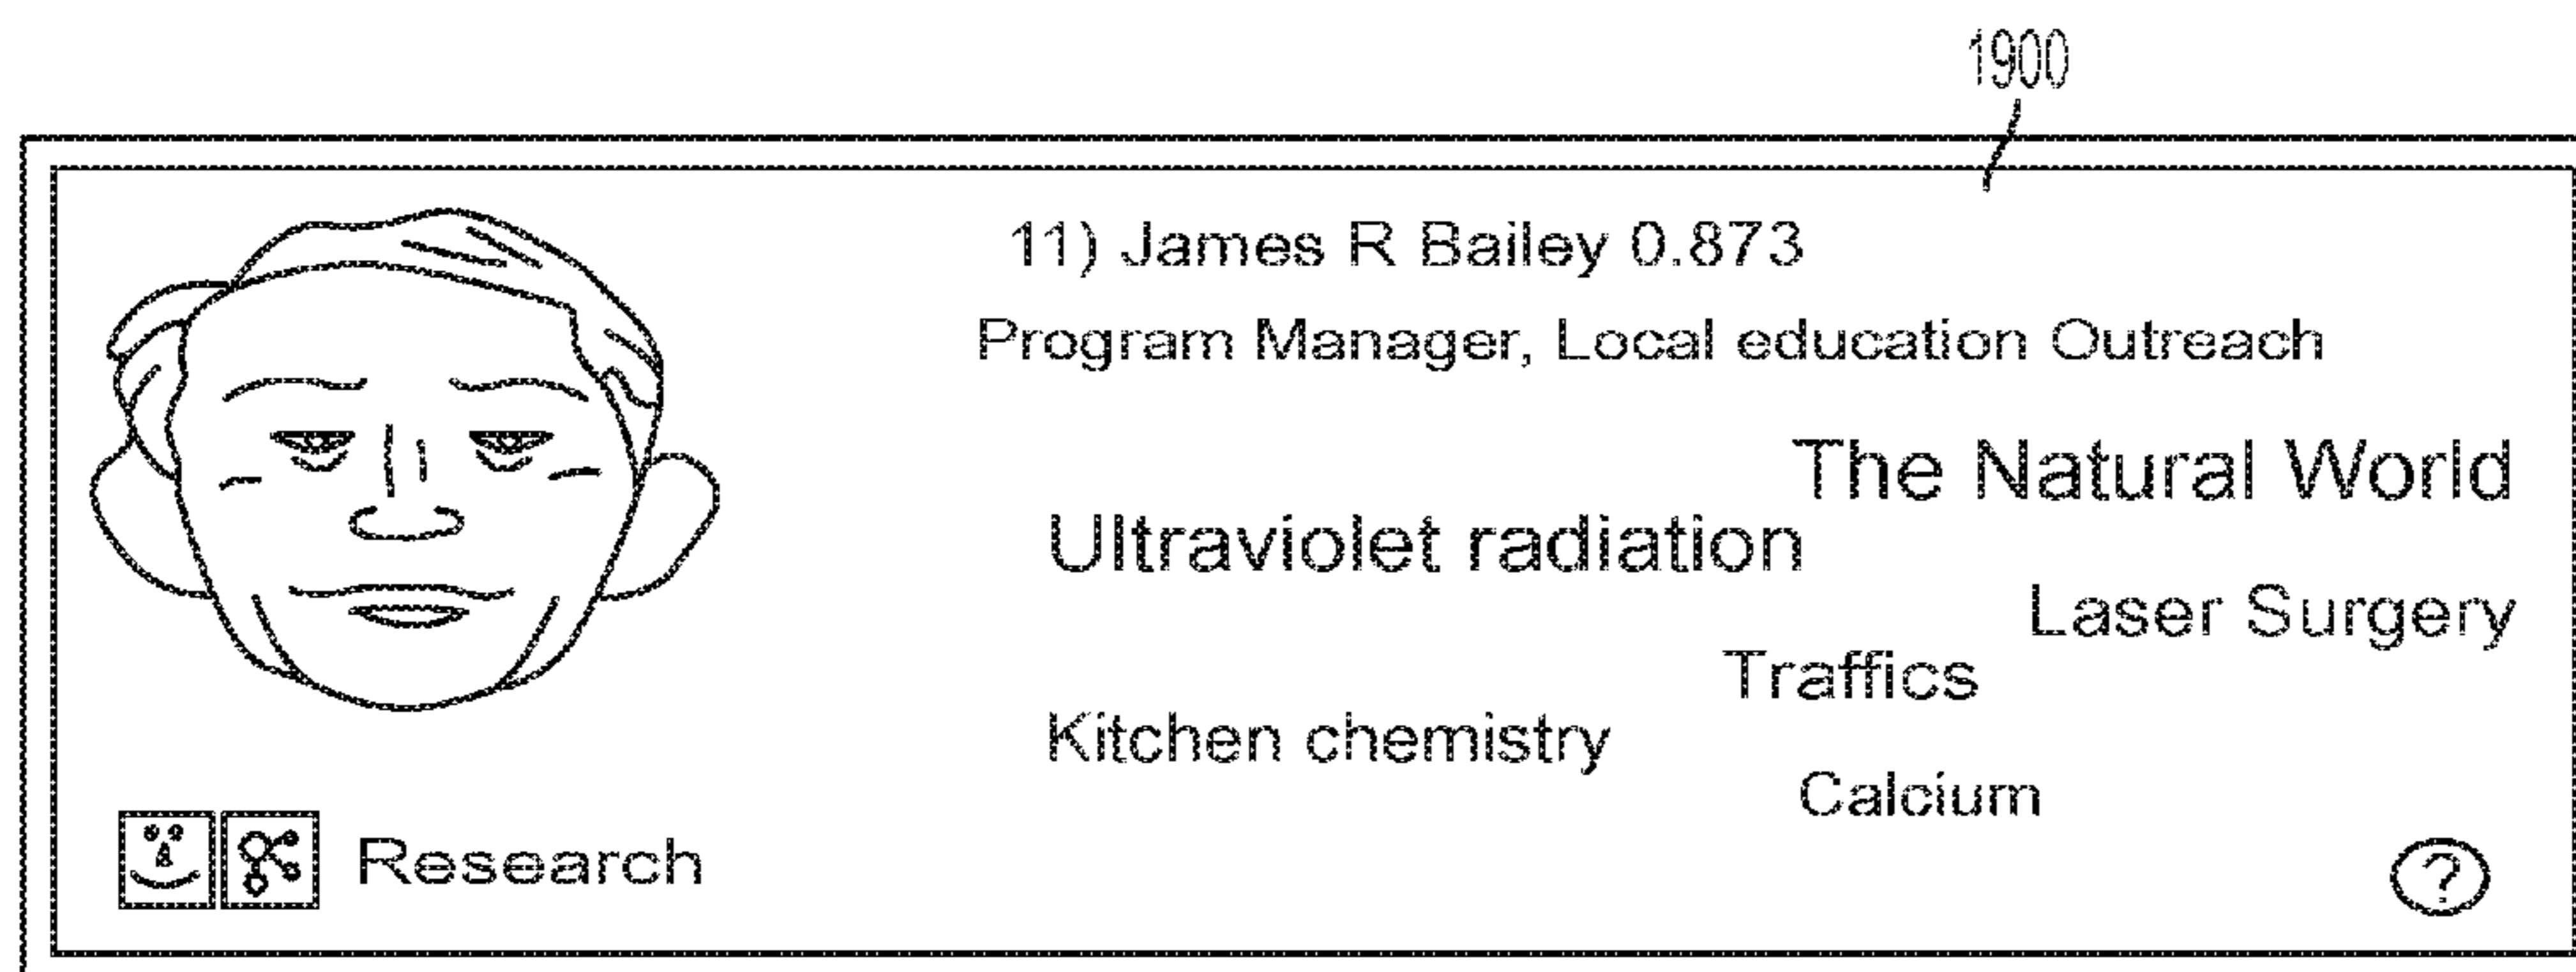 1900
11) James R Bailey 0.873
Program Manager, Local education Outreach
The Natural World
Ultraviolet radiation
Laser Surgery
Traffics
Kitchen chemistry
Calcium
Research
?